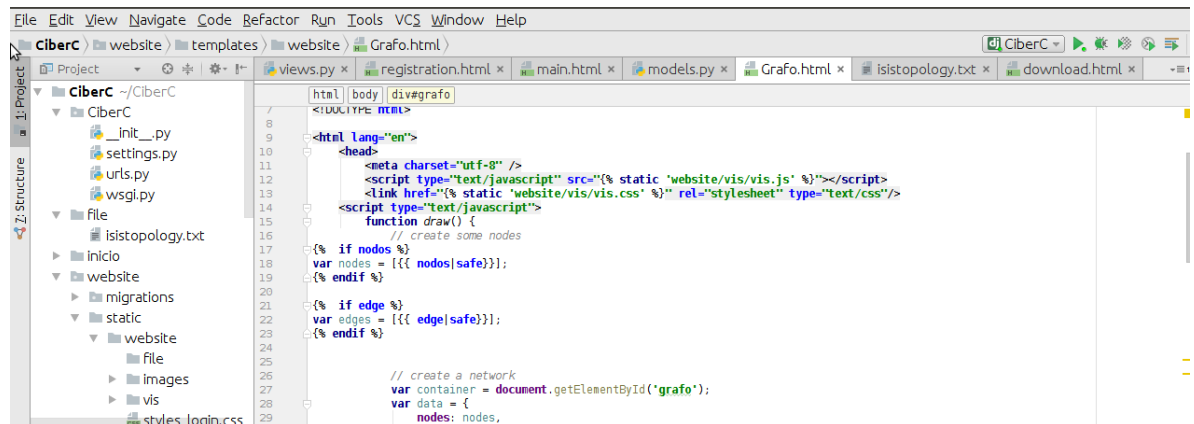 File Edit View Navigate Code Refactor Run Tools VCS Window Help
CiberC website templates website Grafo.html CiberC
Project views.py × registration.html × main.html × models.py × Grafo.html × isistopology.txt × download.html ×
1: Project
7: Structure
CiberC ~/CiberC
CiberC
__init__.py
settings.py
urls.py
wsgi.py
file
isistopology.txt
inicio
website
migrations
static
website
file
images
vis
styles_login.css
html body div#grafo
7 <!DOCTYPE html>
8
9 <html lang="en">
10 <head>
11 <meta charset="utf-8" />
12 <script type="text/javascript" src="{% static 'website/vis/vis.js' %}"></script>
13 <link href="{% static 'website/vis/vis.css' %}" rel="stylesheet" type="text/css"/>
14 <script type="text/javascript">
15 function draw() {
16 // create some nodes
17 {%  if nodos %}
18 var nodes = [{{ nodos|safe}}];
19 {% endif %}
20
21 {%  if edge %}
22 var edges = [{{ edge|safe}}];
23 {% endif %}
24
25
26 // create a network
27 var container = document.getElementById('grafo');
28 var data = {
29 nodes: nodes,